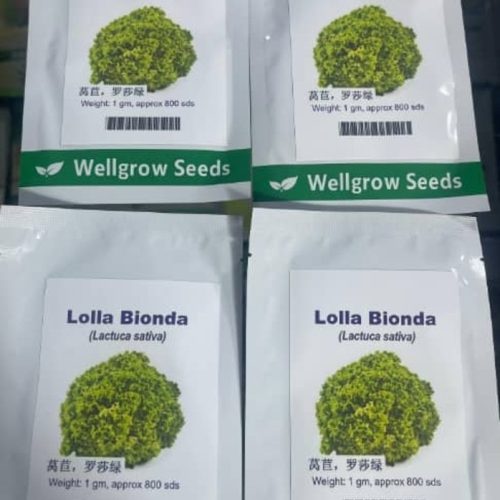 莴苣，罗莎绿
Weight: 1 gm, approx 800 sds
Wellgrow Seeds
莴苣，罗莎绿
Weight: 1 gm, approx 800 sds
Wellgrow Seeds
Lolla Bionda
(Lactuca sativa)
莴苣，罗莎绿
Weight: 1 gm, approx 800 sds
Lolla Bionda
(Lactuca sativa)
莴苣，罗莎绿
Weight: 1 gm, approx 800 sds